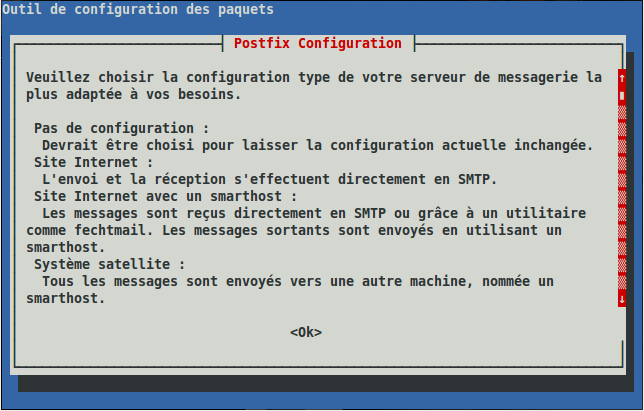 Outil de configuration des paquets
Postfix Configuration
Veuillez choisir la configuration type de votre serveur de messagerie la
plus adaptée à vos besoins.
Pas de configuration :
Devrait être choisi pour laisser la configuration actuelle inchangée.
Site Internet :
L'envoi et la réception s'effectuent directement en SMTP.
Site Internet avec un smarthost :
Les messages sont reçus directement en SMTP ou grâce à un utilitaire
comme fechtmail. Les messages sortants sont envoyés en utilisant un
smarthost.
Système satellite :
Tous les messages sont envoyés vers une autre machine, nommée un
smarthost.
<Ok>